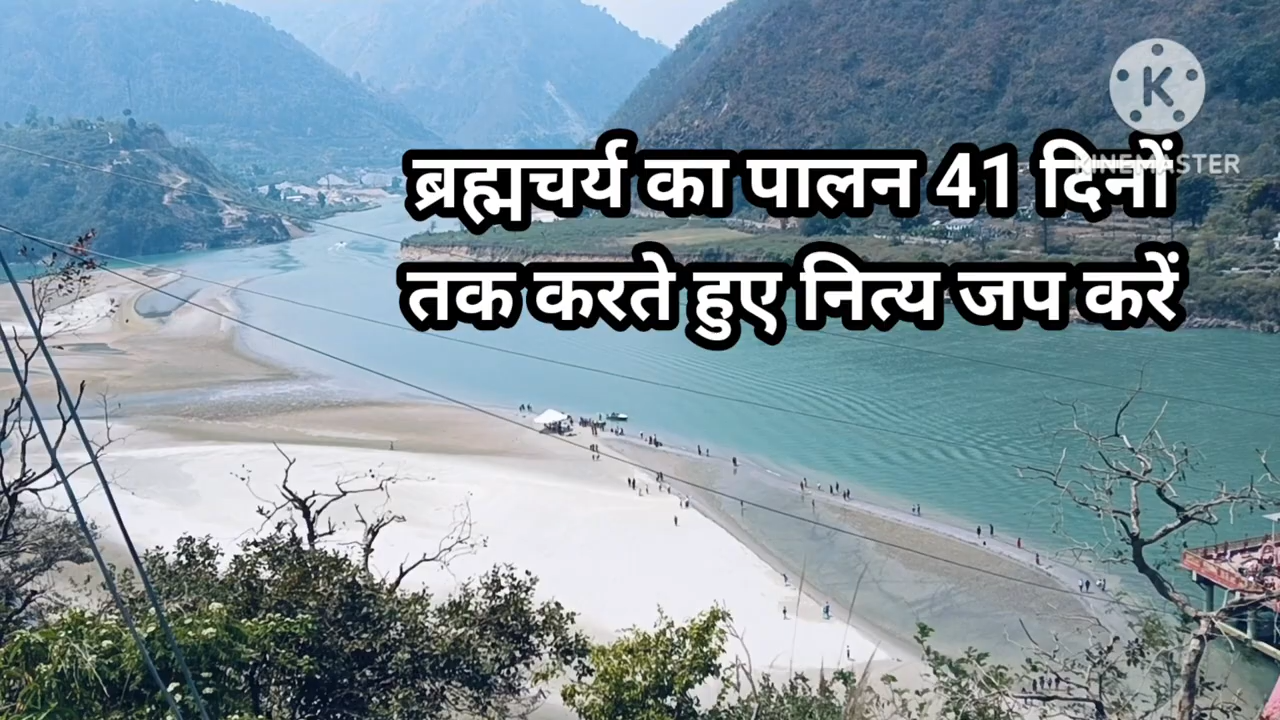 K
KINEMASTER
ब्रह्मचर्य का पालन 41 दिनों
तक करते हुए नित्य जप करें